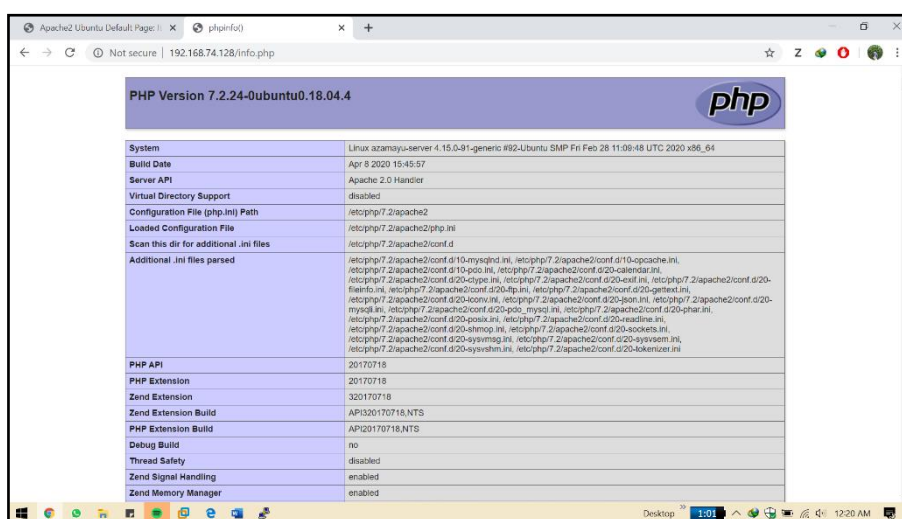 Apache2 Ubuntu Default Page: I
phpinfo()
Not secure | 192.168.74.128/info.php
PHP Version 7.2.24-0ubuntu0.18.04.4
php
System Linux azamayu-server 4.15.0-91-generic #92-Ubuntu SMP Fri Feb 28 11:09:48 UTC 2020 x86_64
Build Date Apr 8 2020 15:45:57
Server API Apache 2.0 Handler
Virtual Directory Support disabled
Configuration File (php.ini) Path /etc/php/7.2/apache2
Loaded Configuration File /etc/php/7.2/apache2/php.ini
Scan this dir for additional .ini files /etc/php/7.2/apache2/conf.d
Additional .ini files parsed /etc/php/7.2/apache2/conf.d/10-mysqlnd.ini, /etc/php/7.2/apache2/conf.d/10-opcache.ini,
/etc/php/7.2/apache2/conf.d/10-pdo.ini, /etc/php/7.2/apache2/conf.d/20-calendar.ini,
/etc/php/7.2/apache2/conf.d/20-ctype.ini, /etc/php/7.2/apache2/conf.d/20-exif.ini, /etc/php/7.2/apache2/conf.d/20-
fileinfo.ini, /etc/php/7.2/apache2/conf.d/20-ftp.ini, /etc/php/7.2/apache2/conf.d/20-gettext.ini,
/etc/php/7.2/apache2/conf.d/20-iconv.ini, /etc/php/7.2/apache2/conf.d/20-json.ini, /etc/php/7.2/apache2/conf.d/20-
mysqli.ini, /etc/php/7.2/apache2/conf.d/20-pdo_mysql.ini, /etc/php/7.2/apache2/conf.d/20-phar.ini,
/etc/php/7.2/apache2/conf.d/20-posix.ini, /etc/php/7.2/apache2/conf.d/20-readline.ini,
/etc/php/7.2/apache2/conf.d/20-shmop.ini, /etc/php/7.2/apache2/conf.d/20-sockets.ini,
/etc/php/7.2/apache2/conf.d/20-sysvmsg.ini, /etc/php/7.2/apache2/conf.d/20-sysvsem.ini,
/etc/php/7.2/apache2/conf.d/20-sysvshm.ini, /etc/php/7.2/apache2/conf.d/20-tokenizer.ini
PHP API 20170718
PHP Extension 20170718
Zend Extension 320170718
Zend Extension Build API320170718,NTS
PHP Extension Build API20170718,NTS
Debug Build no
Thread Safety disabled
Zend Signal Handling enabled
Zend Memory Manager enabled
Desktop 1:01 12:20 AM